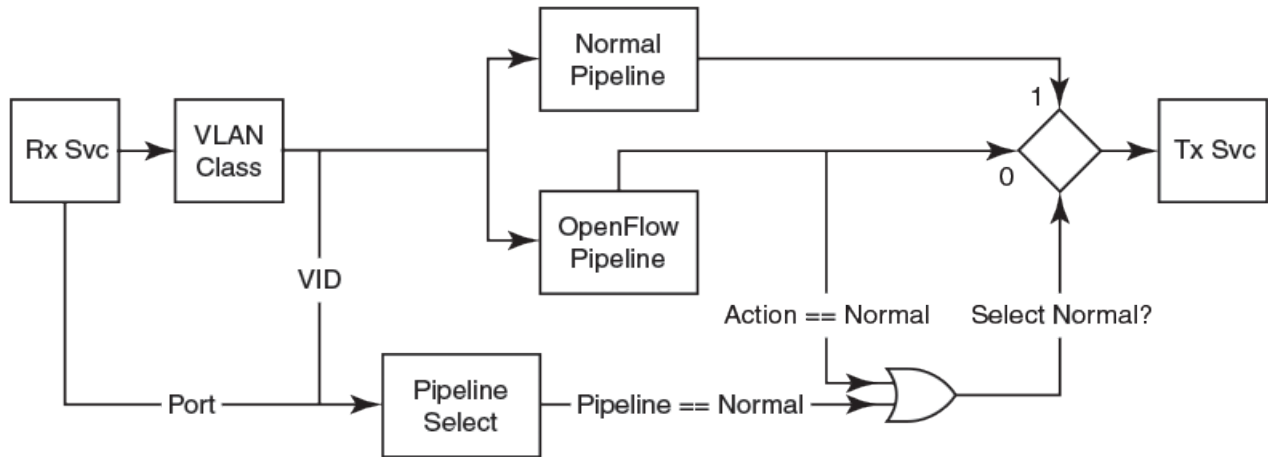 Normal
Pipeline
1
Rx Svc
VLAN
Class
Tx Svc
0
OpenFlow
Pipeline
VID
Action == Normal
Select Normal?
Port
Pipeline
Select
Pipeline == Normal